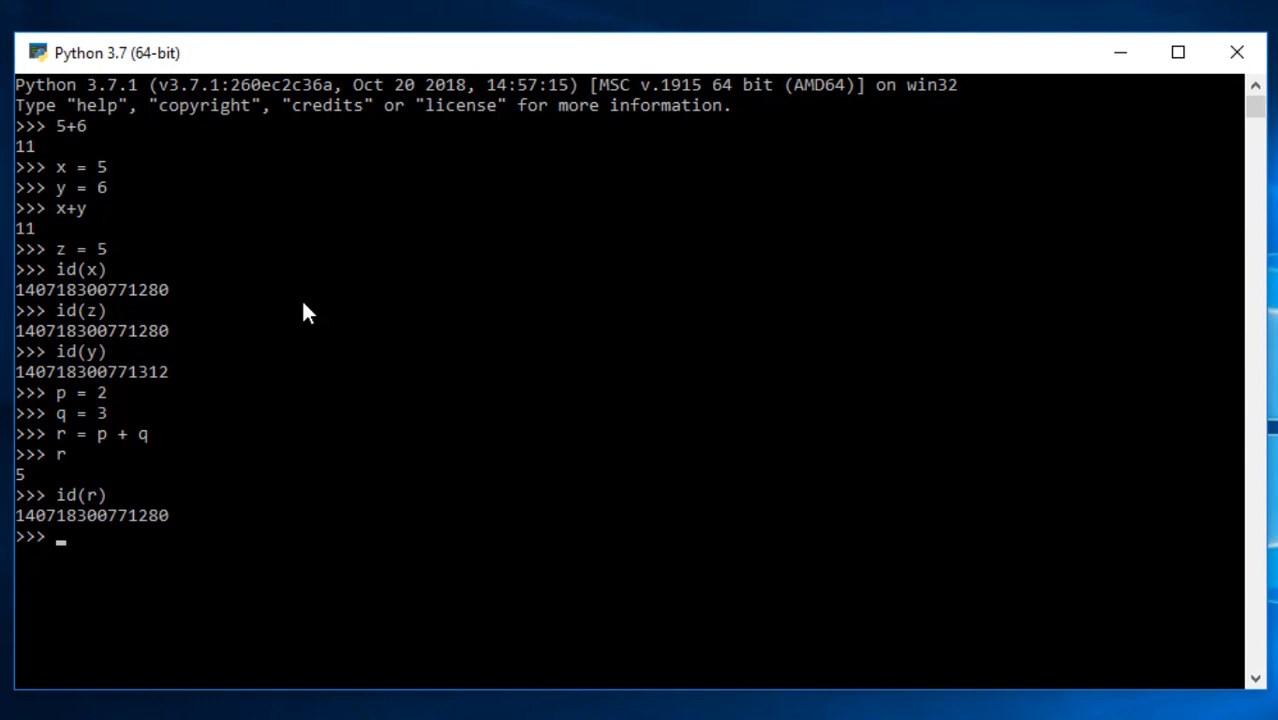 Python 3.7 (64-bit)
Python 3.7.1 (v3.7.1:260ec2c36a, Oct 20 2018, 14:57:15) [MSC v.1915 64 bit (AMD64)] on win32
Type "help", "copyright", "credits" or "license" for more information.
>>> 5+6
11
>>> x = 5
>>> y = 6
>>> x+y
11
>>> z = 5
>>> id(x)
140718300771280
>>> id(z)
140718300771280
>>> id(y)
140718300771312
>>> p = 2
>>> q = 3
>>> r = p + q
>>> r
5
>>> id(r)
140718300771280
>>> _